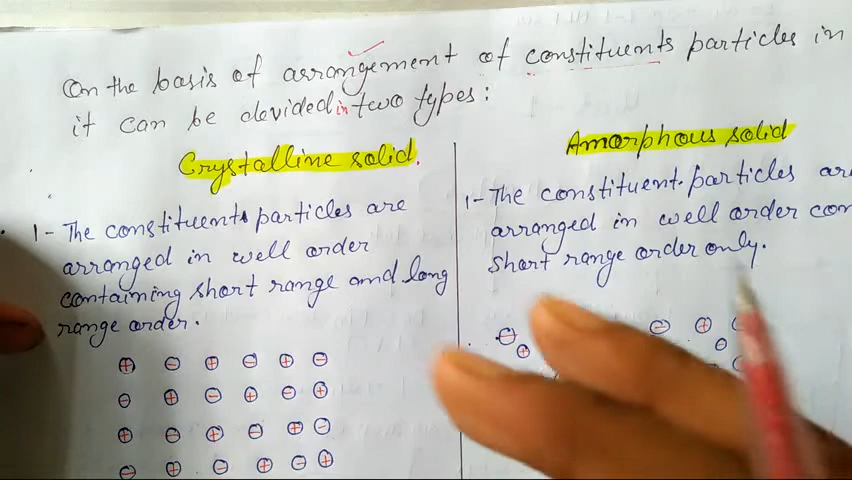 On the basis of arrangement of constituents particles in
it can be devided in two types:
Crystalline solid.
1- The constituents particles are
arranged in well order
containing short range and long
range order.
Amorphous solid
1- The constituent particles
arranged in well order
short range order only.